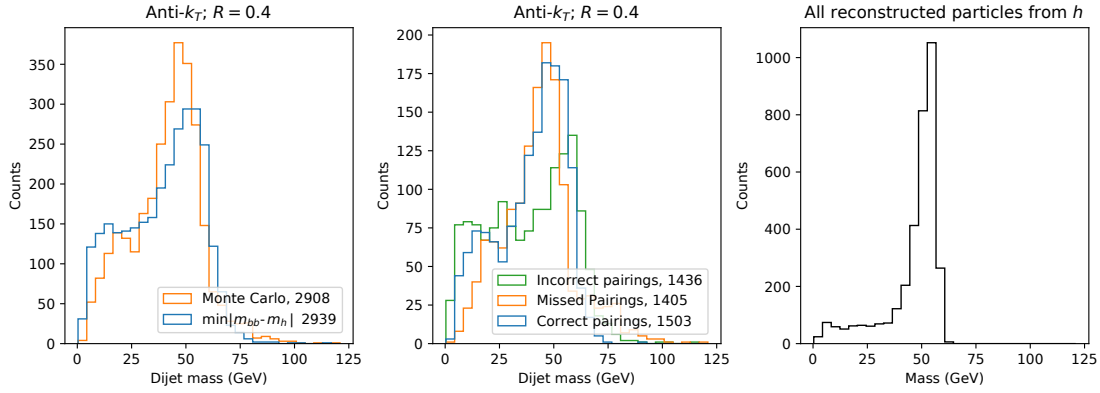 Anti-k_T; R = 0.4
Counts
350
300
250
200
150
100
50
0
0
25
50
75
100
125
Dijet mass (GeV)
Monte Carlo, 2908
min|m_bb-m_h| 2939
Anti-k_T; R = 0.4
Counts
200
175
150
125
100
75
50
25
0
0
25
50
75
100
125
Dijet mass (GeV)
Incorrect pairings, 1436
Missed Pairings, 1405
Correct pairings, 1503
All reconstructed particles from h
Counts
1000
800
600
400
200
0
0
25
50
75
100
125
Mass (GeV)